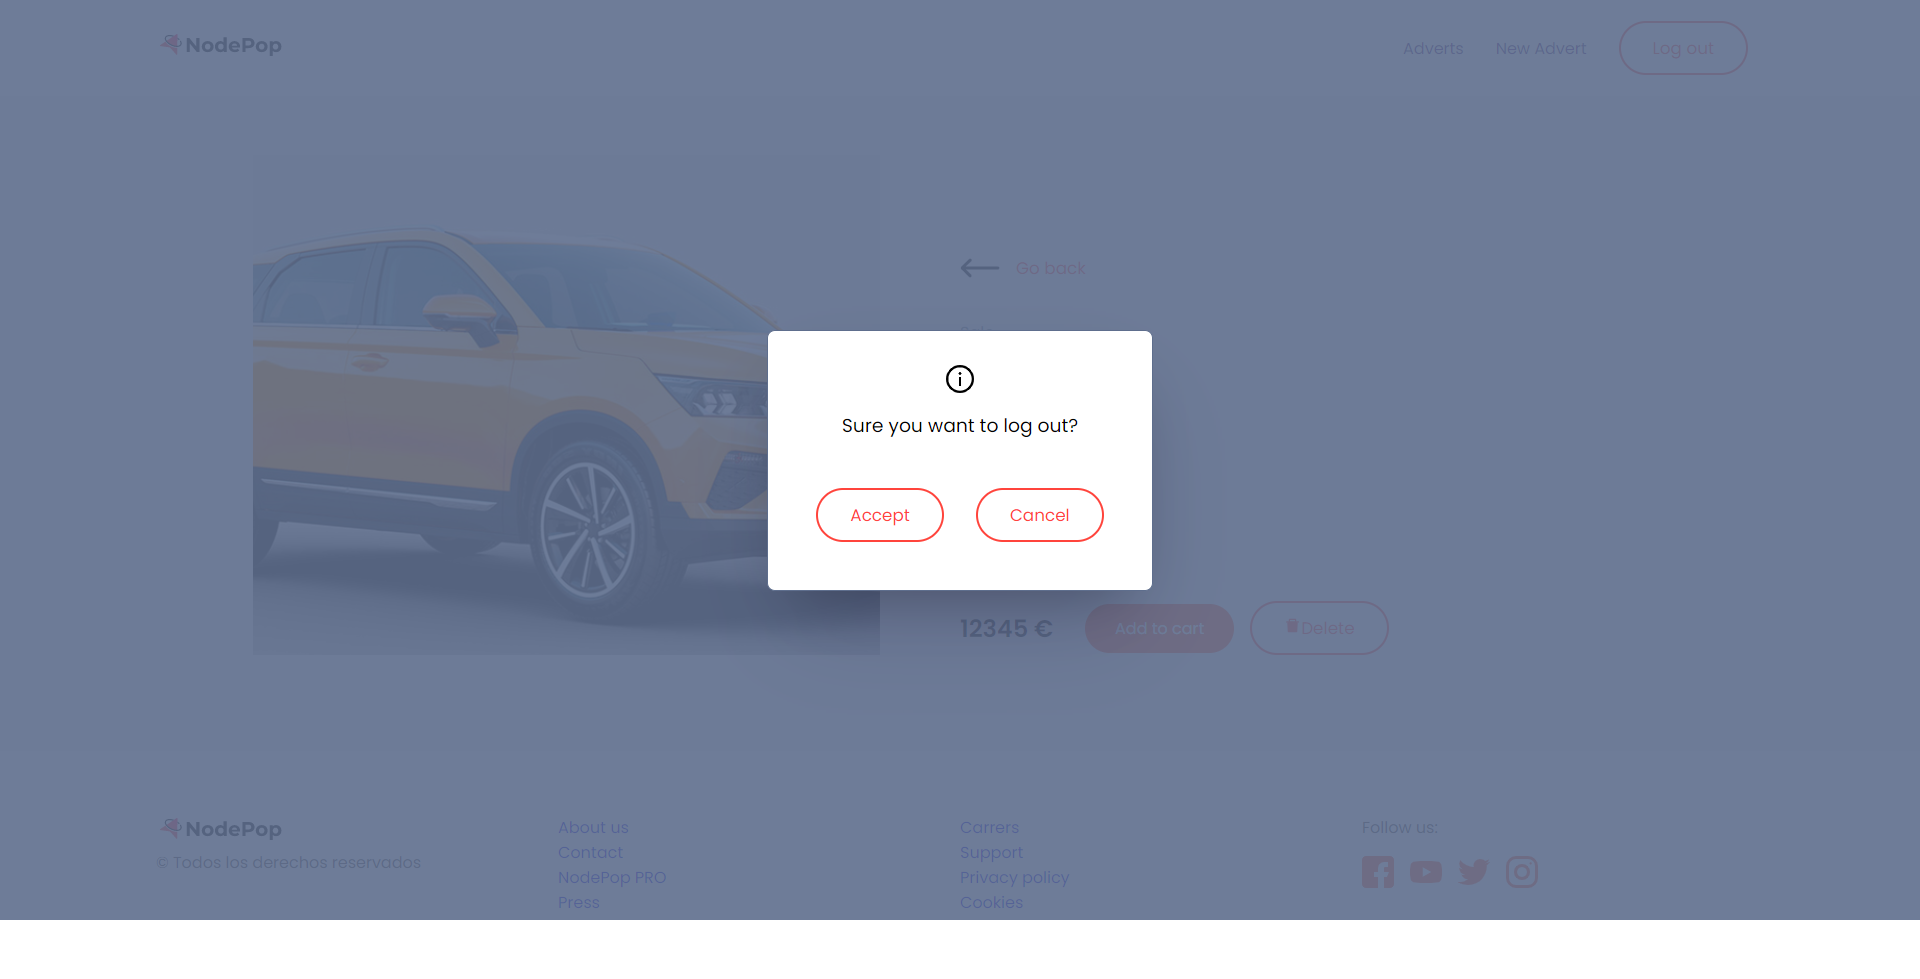 NodePop
Adverts
New Advert
Log out
Go back
Sure you want to log out?
Accept
Cancel
12345 €
Add to cart
Delete
NodePop
© Todos los derechos reservados
About us
Contact
NodePop PRO
Press
Carrers
Support
Privacy policy
Cookies
Follow us: